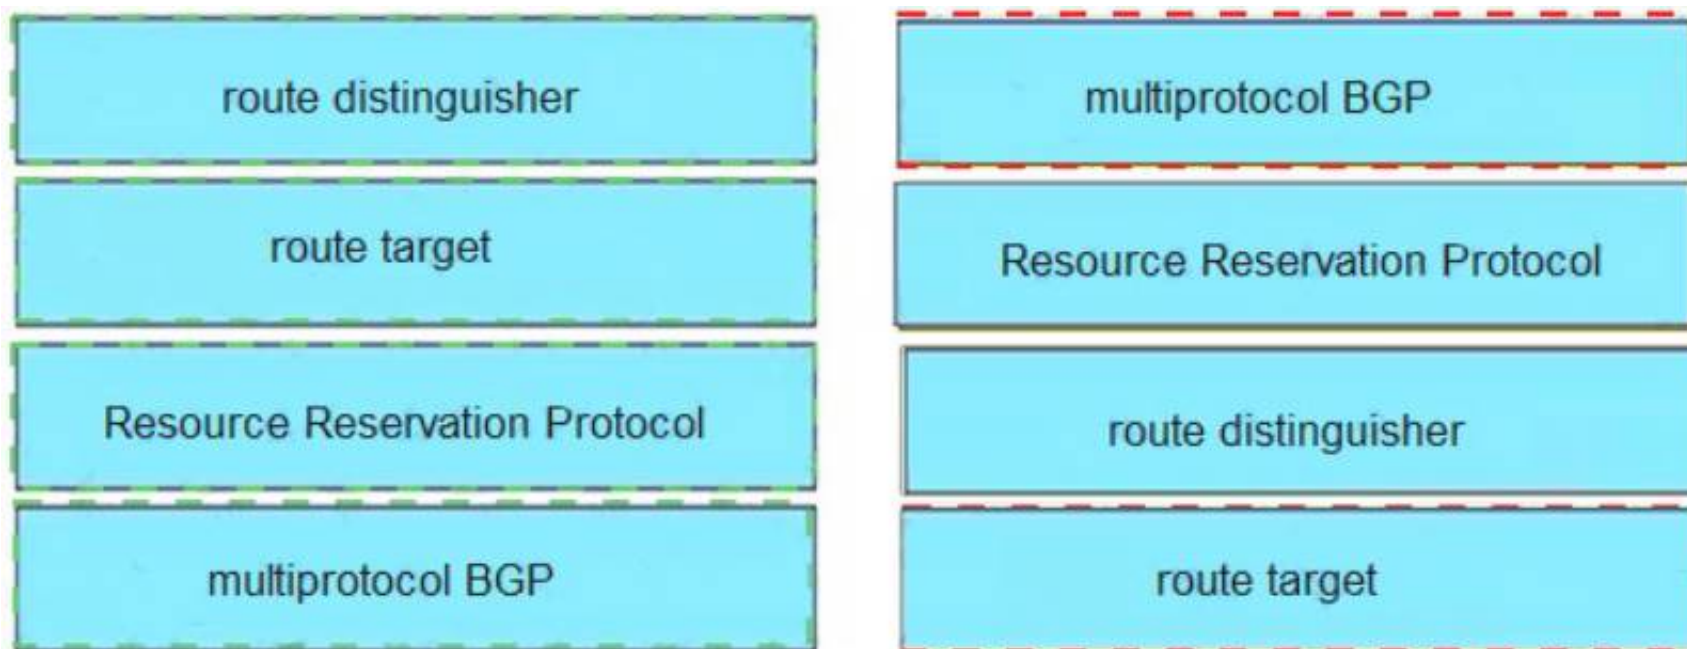 route distinguisher
route target
Resource Reservation Protocol
multiprotocol BGP
multiprotocol BGP
Resource Reservation Protocol
route distinguisher
route target